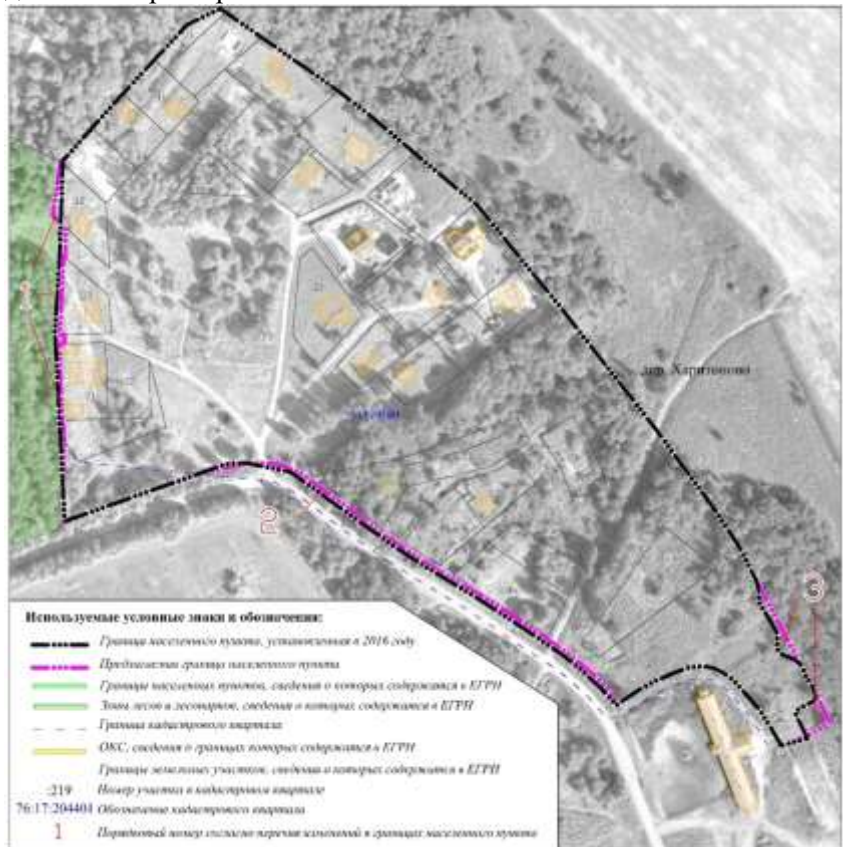 дер. Харитоново
1
2
3
Используемые условные знаки и обозначения:
Граница населенного пункта, установленная в 2016 году
Предлагаемая граница населенного пункта
Границы населенных пунктов, сведения о которых содержатся в ЕГРН
Зоны лесов и лесопарков, сведения о которых содержатся в ЕГРН
Граница кадастрового квартала
ОКС, сведения о границах которых содержатся в ЕГРН
Границы земельных участков, сведения о которых содержатся в ЕГРН
:219 Номер участка в кадастровом квартале
76:17:204401 Обозначение кадастрового квартала
1 Порядковый номер согласно перечня изменений в границах населенного пункта